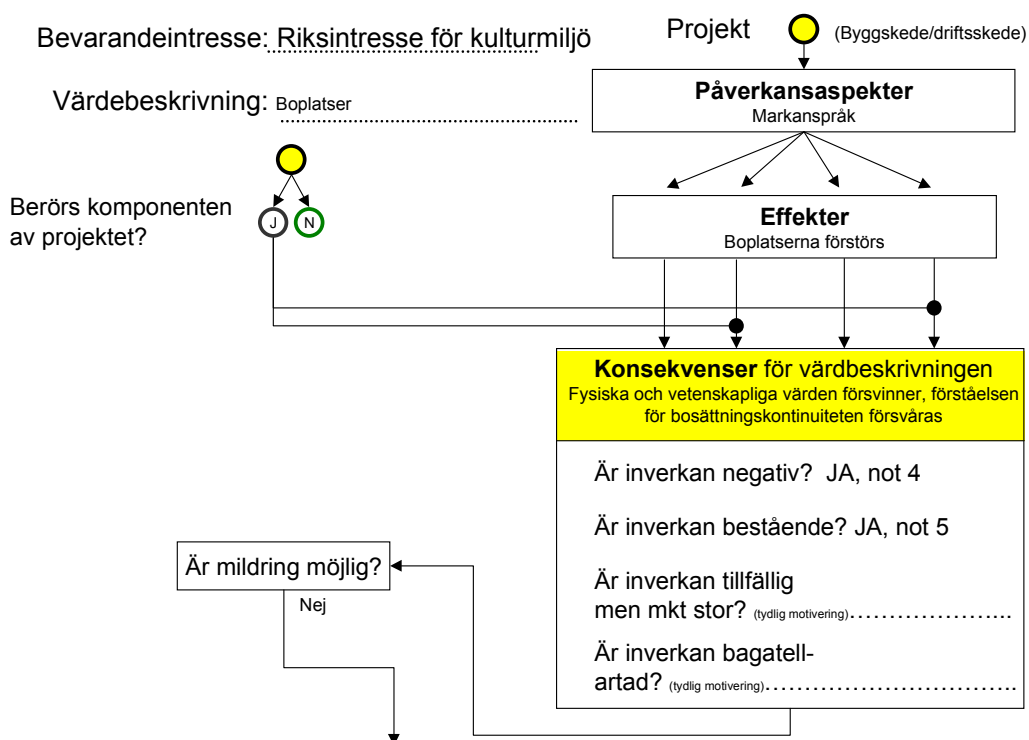 Bevarandeintresse: Riksintresse för kulturmiljö
Projekt
(Byggskede/driftsskede)
Värdebeskrivning: Boplatser
Påverkansaspekter
Markanspråk
Berörs komponenten
av projektet?
J
N
Effekter
Boplatserna förstörs
Konsekvenser för värdbeskrivningen
Fysiska och vetenskapliga värden försvinner, förståelsen
för bosättningskontinuiteten försvåras
Är inverkan negativ? JA, not 4
Är inverkan bestående? JA, not 5
Är inverkan tillfällig
men mkt stor? (tydlig motivering)…………………...
Är inverkan bagatell-
artad? (tydlig motivering)……………………………..
Är mildring möjlig?
Nej